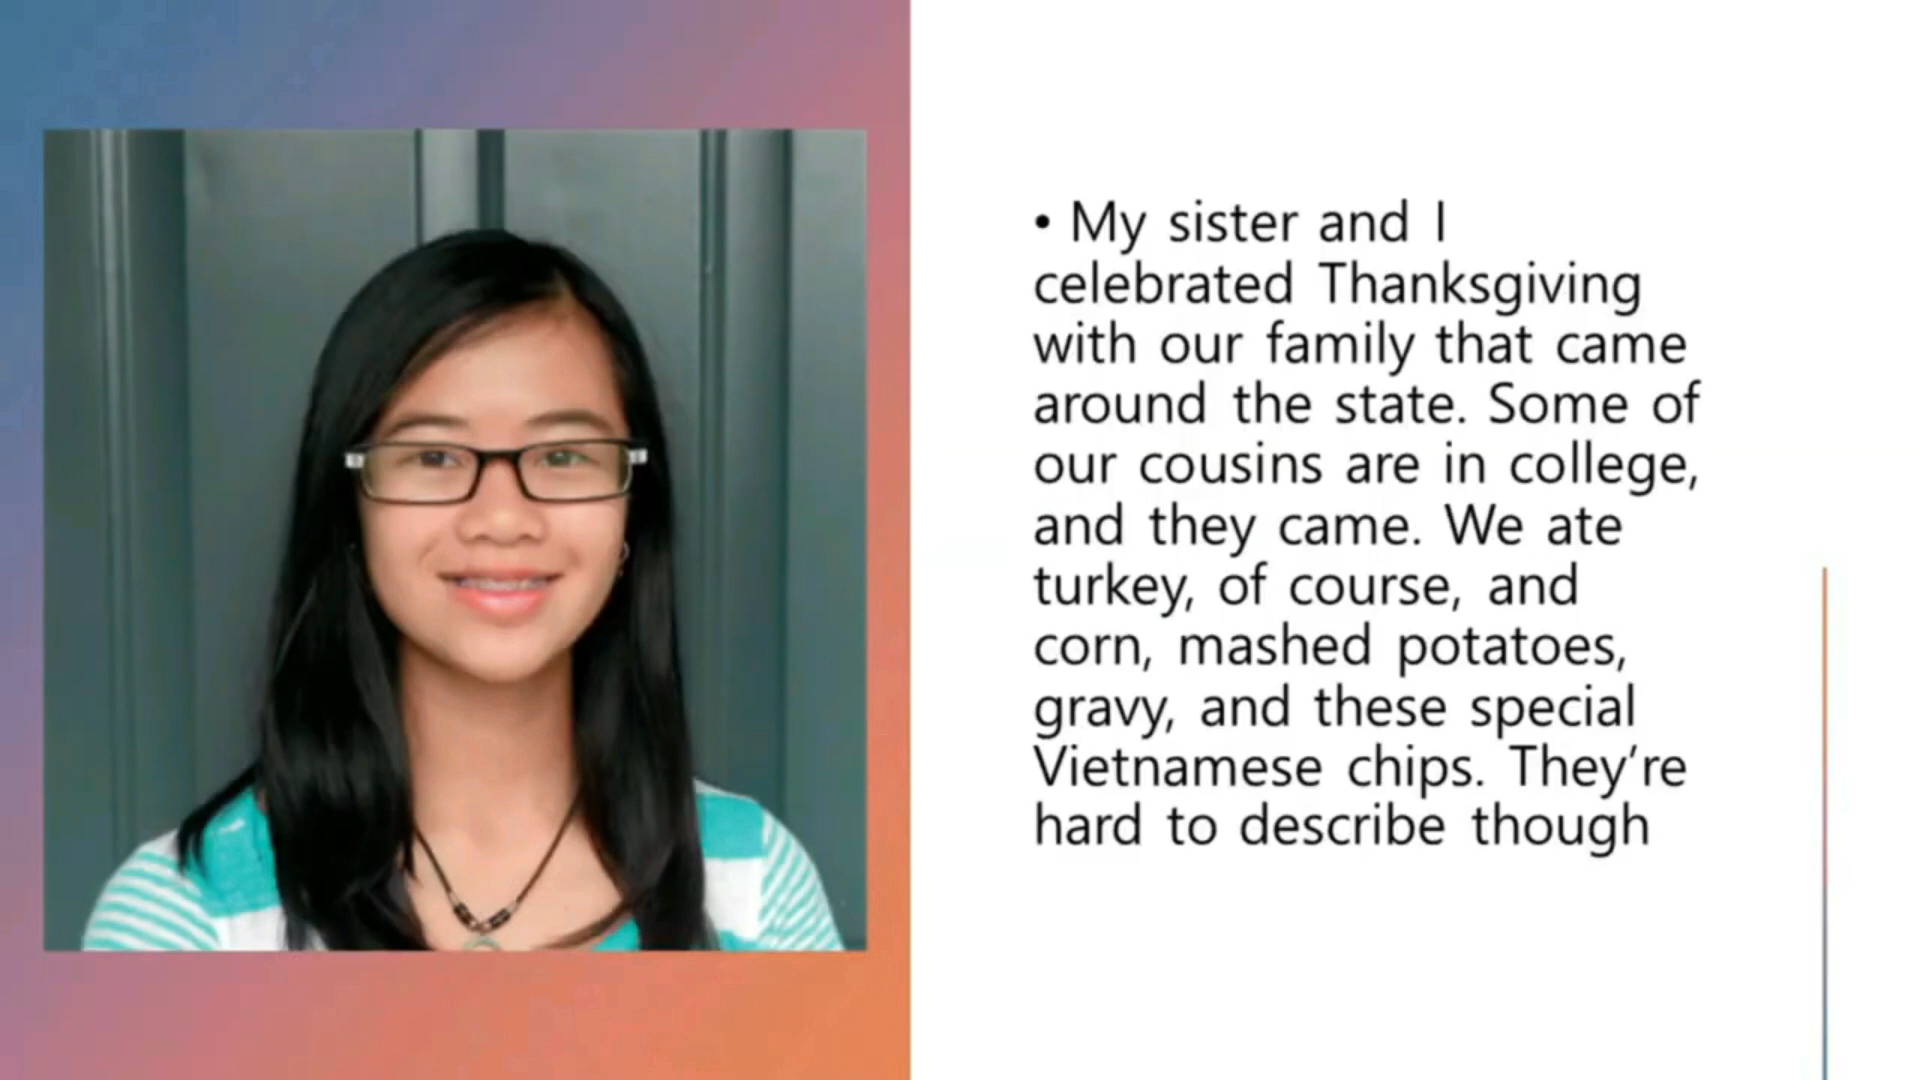 • My sister and I
celebrated Thanksgiving
with our family that came
around the state. Some of
our cousins are in college,
and they came. We ate
turkey, of course, and
corn, mashed potatoes,
gravy, and these special
Vietnamese chips. They're
hard to describe though